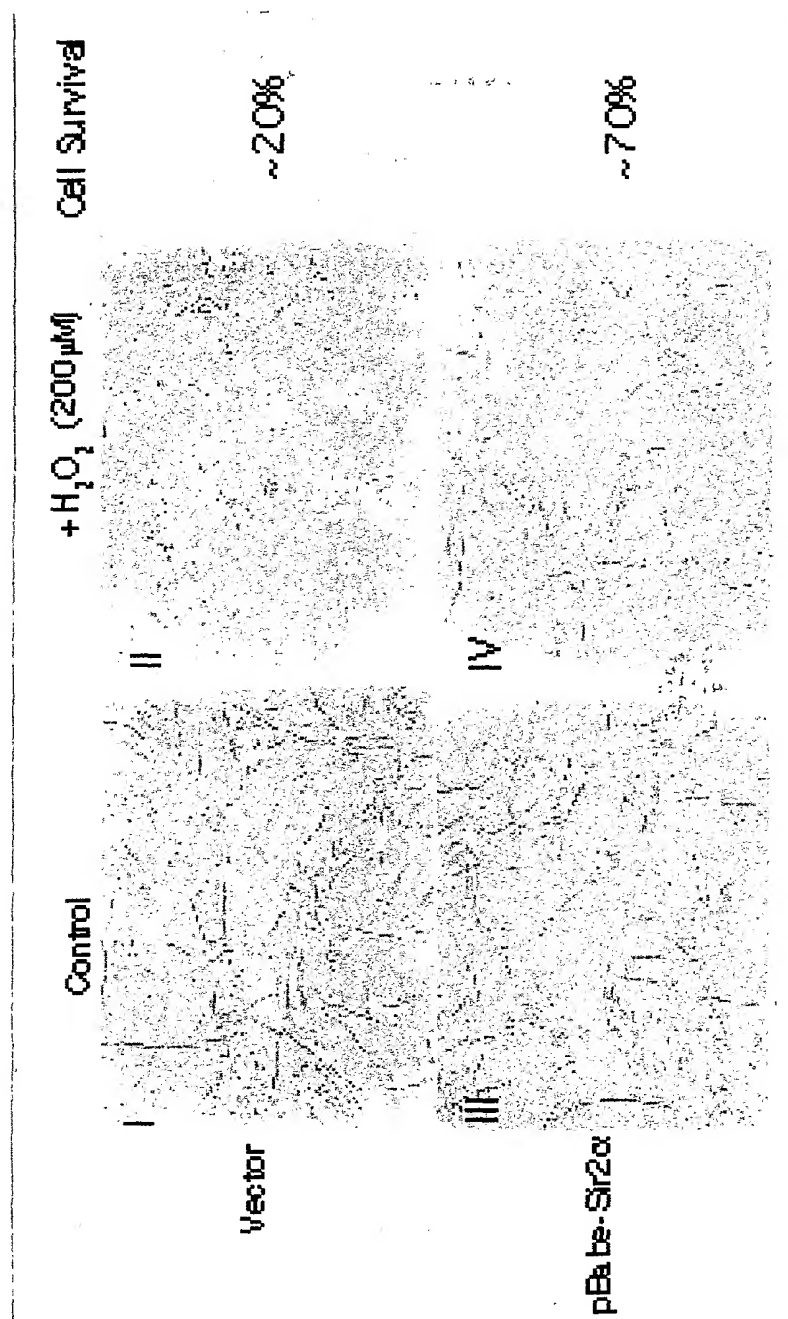 Control +H₂O₂ (200µM) Cell Survival
I II
Vector ~20%
III IV
pBabe-Sir2α ~70%